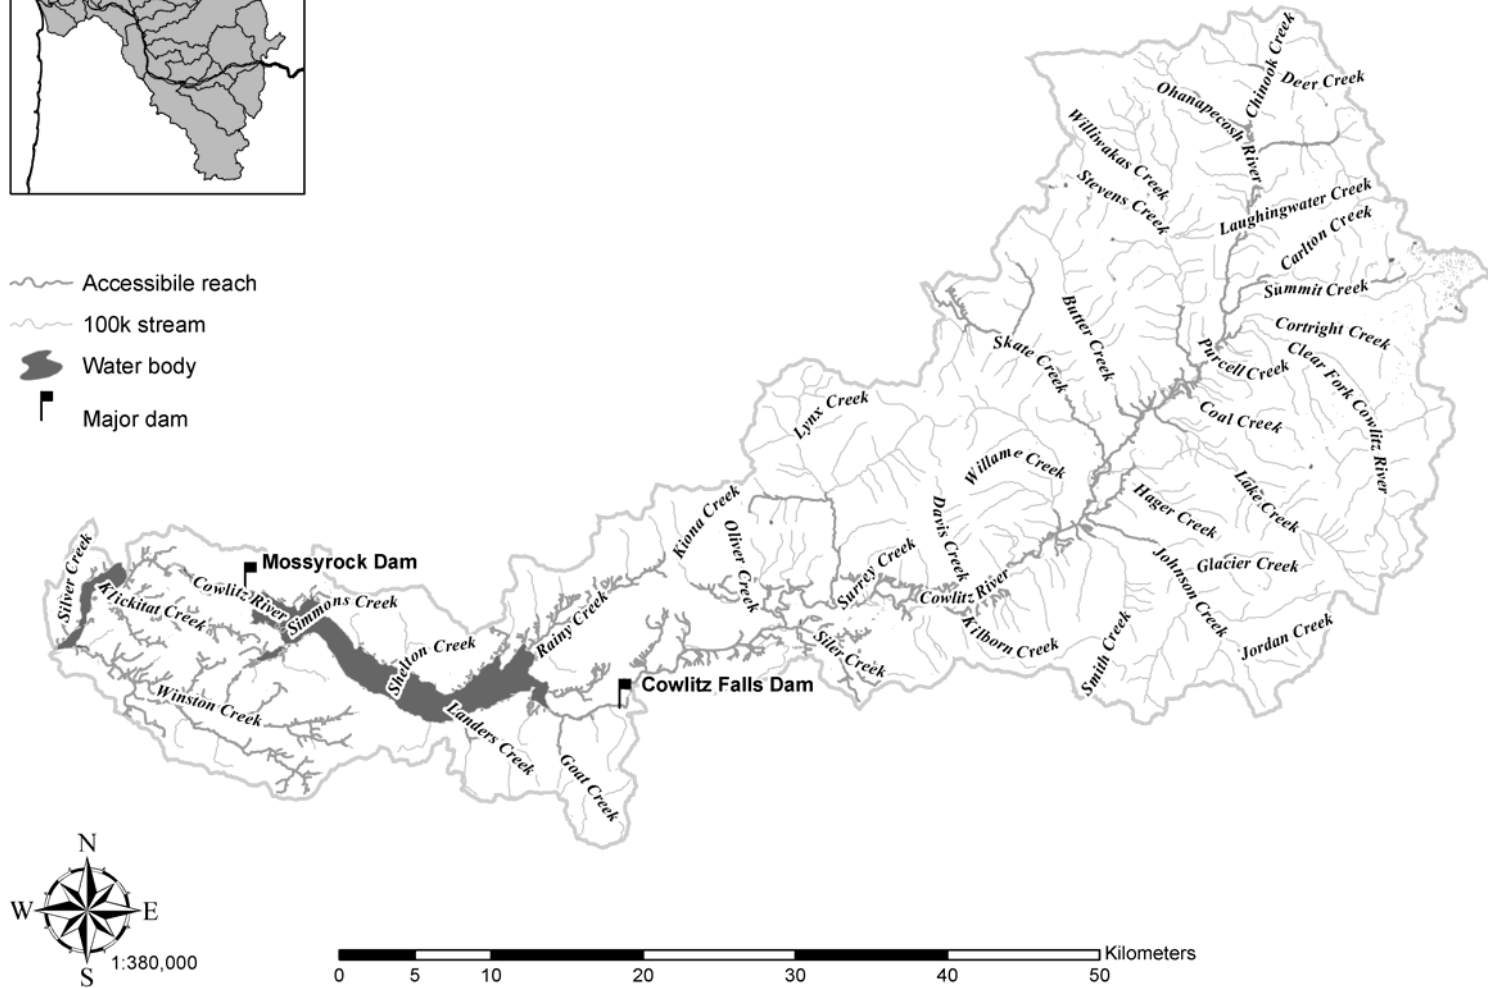 Chinook Creek
Deer Creek
Ohanapecosh River
Williwakas Creek
Stevens Creek
Laughingwater Creek
Carlton Creek
Accessibile reach
Summit Creek
100k stream
Butter Creek
Cortright Creek
Skate Creek
Purcell Creek
Clear Fork Cowlitz River
Water body
Lynx Creek
Coal Creek
Major dam
Willame Creek
Lake Creek
Hager Creek
Kiona Creek
Oliver Creek
Davis Creek
Silver Creek
Mossyrock Dam
Surrey Creek
Glacier Creek
Johnson Creek
Klickitat Creek
Cowlitz River
Simmons Creek
Cowlitz River
Rainy Creek
Kilborn Creek
Jordan Creek
Smith Creek
Shelton Creek
Siler Creek
Cowlitz Falls Dam
Winston Creek
Landers Creek
Goat Creek
N
W
E
S
1:380,000
Kilometers
0 5 10 20 30 40 50